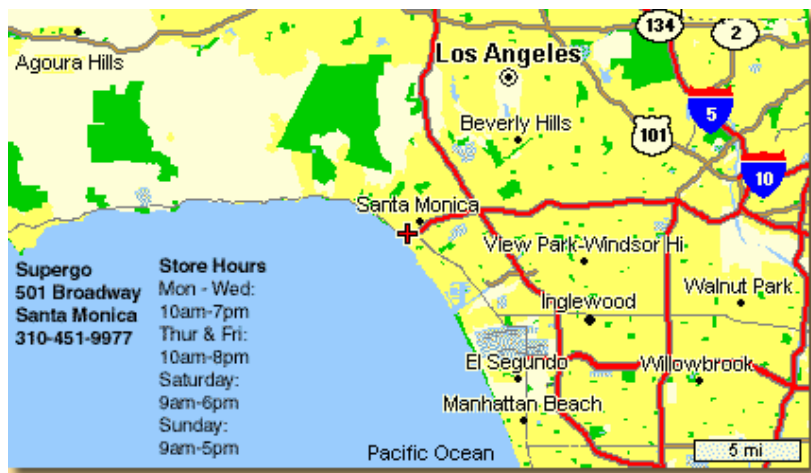 134
2
Agoura Hills
Los Angeles
5
Beverly Hills
101
10
Santa Monica
View Park-Windsor Hi
Supergo
501 Broadway
Santa Monica
310-451-9977
Store Hours
Mon - Wed:
10am-7pm
Thur & Fri:
10am-8pm
Saturday:
9am-6pm
Sunday:
9am-5pm
Walnut Park
Inglewood
El Segundo
Willowbrook
Manhattan Beach
Pacific Ocean
5 mi